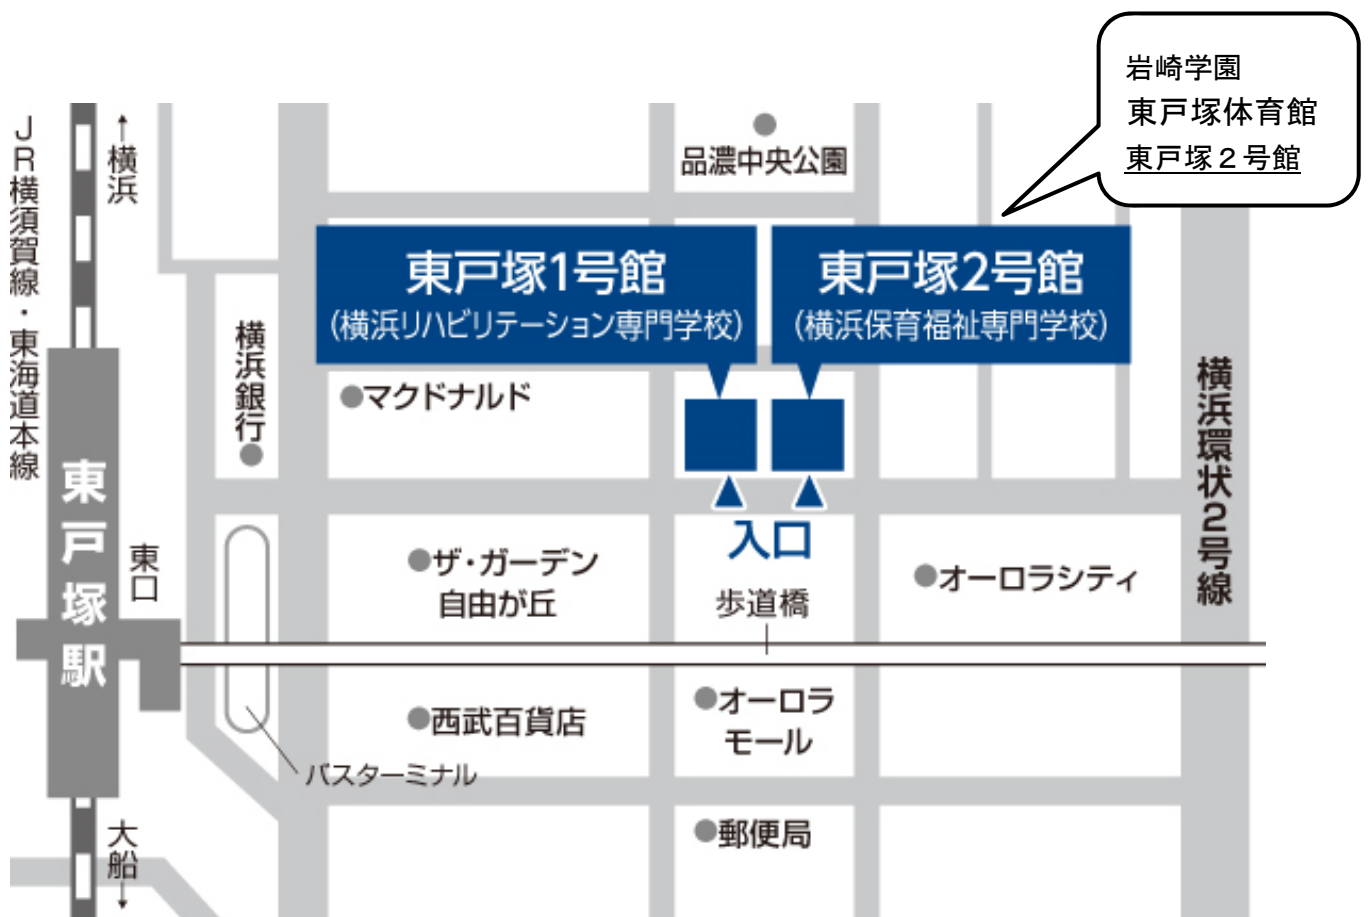 岩崎学園
東戸塚体育館
東戸塚２号館
JR横須賀線・東海道本線
↑横浜
品濃中央公園
東戸塚1号館
(横浜リハビリテーション専門学校)
東戸塚2号館
(横浜保育福祉専門学校)
横浜銀行
マクドナルド
横浜環状2号線
東戸塚駅
東口
入口
ザ・ガーデン
自由が丘
歩道橋
オーロラシティ
西武百貨店
オーロラ
モール
バスターミナル
郵便局
大船↓